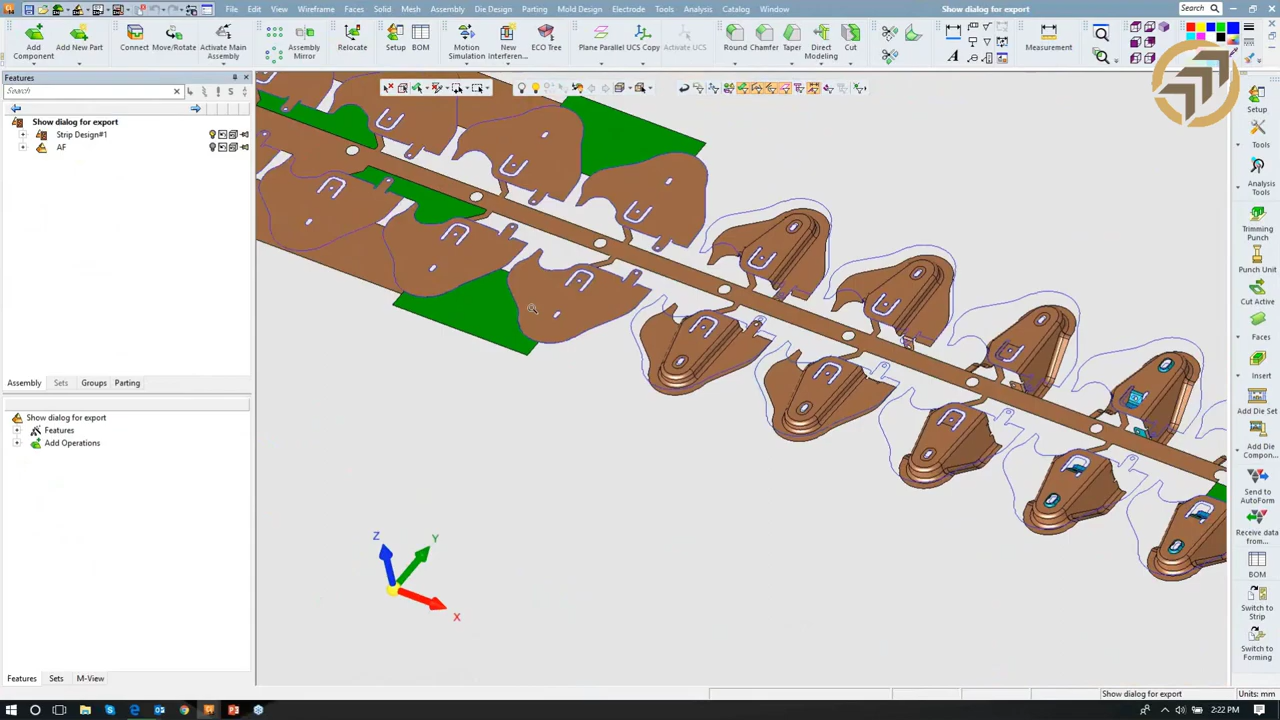 File Edit View Wireframe Faces Solid Mesh Assembly Die Design Parting Mold Design Electrode Tools Analysis Catalog Window Show dialog for export Search
Add Component Add New Part Connect Move/Rotate Activate Main Assembly Assembly Mirror Relocate Setup BOM Motion Simulation New Interferen... ECO Tree Plane Parallel UCS Copy Activate UCS Round Chamfer Taper Direct Modeling Cut Measurement
Features
Search
Show dialog for export
Strip Design#1
AF
Assembly Sets Groups Parting
Show dialog for export
Features
Add Operations
Features Sets M-View
Z
Y
X
Setup
Tools
Analysis Tools
Trimming Punch
Punch Unit
Cut Active
Faces
Insert
Add Die Set
Add Die Compon...
Send to AutoForm
Receive data from...
BOM
Switch to Strip
Switch to Forming
Show dialog for export Units: mm
2:22 PM